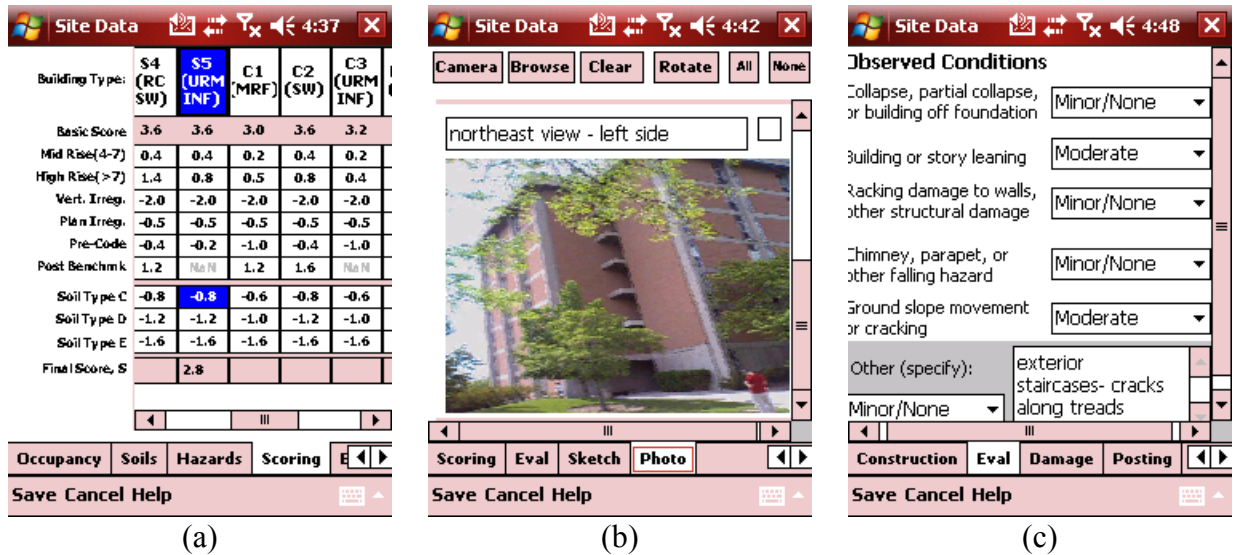 Site Data 4:37
Building Type: S4 (RC SW) S5 (URM INF) C1 (MRF) C2 (SW) C3 (URM INF)
Basic Score 3.6 3.6 3.0 3.6 3.2
Mid Rise(4-7) 0.4 0.4 0.2 0.4 0.2
High Rise(>7) 1.4 0.8 0.5 0.8 0.4
Vert. Irreg. -2.0 -2.0 -2.0 -2.0 -2.0
Plan Irreg. -0.5 -0.5 -0.5 -0.5 -0.5
Pre-Code -0.4 -0.2 -1.0 -0.4 -1.0
Post Benchmk 1.2 NaN 1.2 1.6 NaN
Soil Type C -0.8 -0.8 -0.6 -0.8 -0.6
Soil Type D -1.2 -1.2 -1.0 -1.2 -1.0
Soil Type E -1.6 -1.6 -1.6 -1.6 -1.6
Final Score, S 2.8
Occupancy Soils Hazards Scoring E
Save Cancel Help
(a)
Site Data 4:42
Camera Browse Clear Rotate All None
northeast view - left side
Scoring Eval Sketch Photo
Save Cancel Help
(b)
Site Data 4:48
Observed Conditions
Collapse, partial collapse,
or building off foundation Minor/None
Building or story leaning Moderate
Racking damage to walls,
other structural damage Minor/None
Chimney, parapet, or
other falling hazard Minor/None
Ground slope movement
or cracking Moderate
Other (specify): exterior
staircases- cracks
Minor/None along treads
Construction Eval Damage Posting
Save Cancel Help
(c)